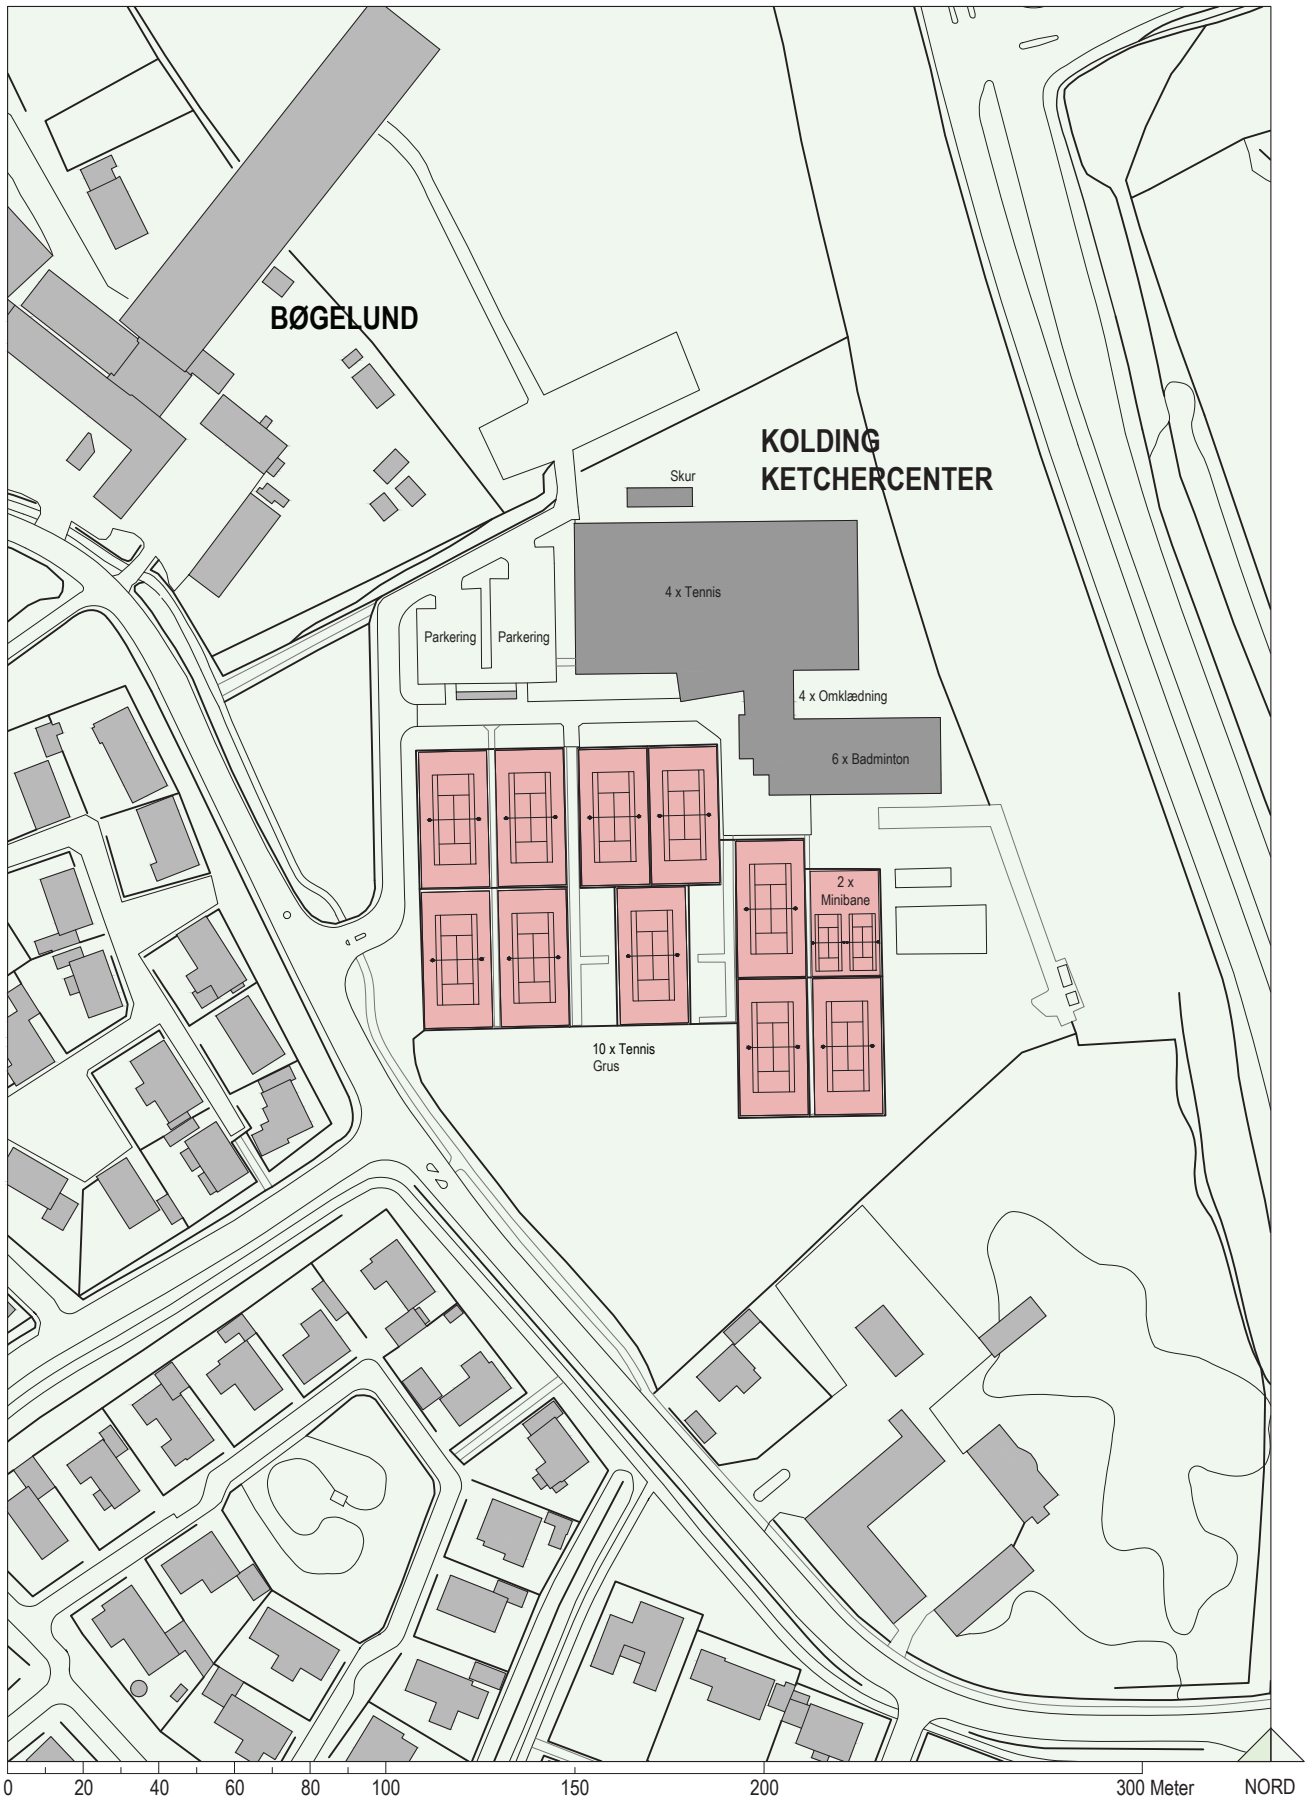 BØGELUND
KOLDING
KETCHERCENTER
Skur
4 x Tennis
Parkering
Parkering
4 x Omklædning
6 x Badminton
2 x
Minibane
10 x Tennis
Grus
0 20 40 60 80 100 150 200 300 Meter NORD